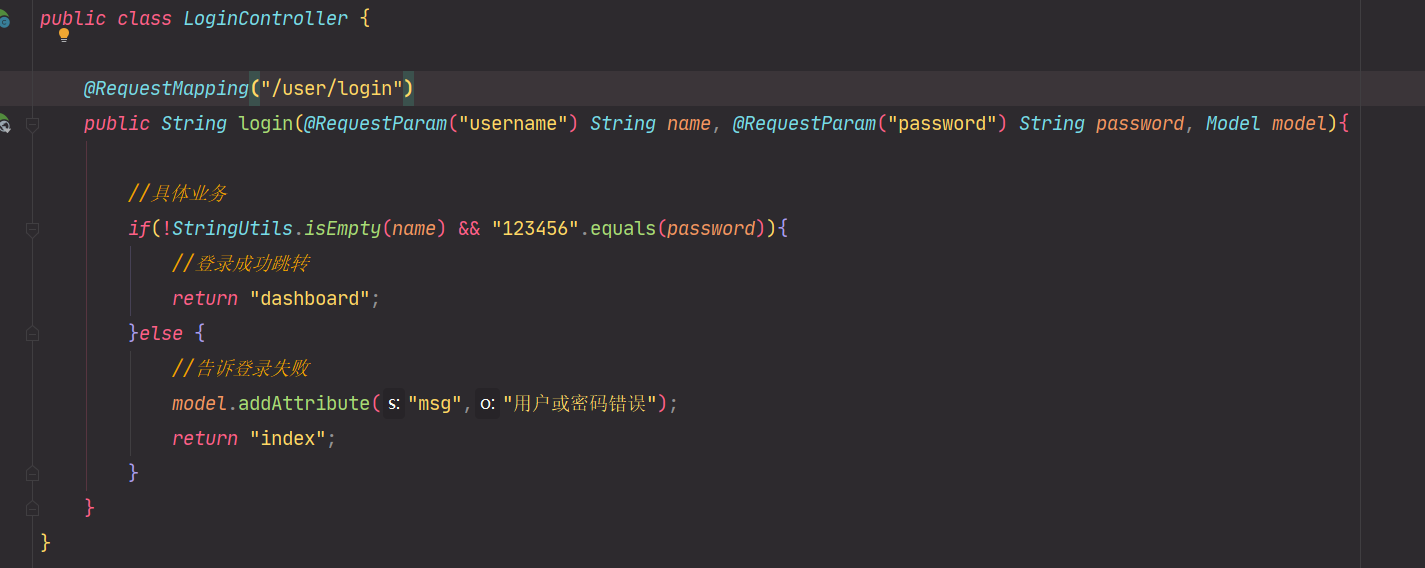 public class LoginController {
@RequestMapping("/user/login")
public String login(@RequestParam("username") String name, @RequestParam("password") String password, Model model){
//具体业务
if(!StringUtils.isEmpty(name) && "123456".equals(password)){
//登录成功跳转
return "dashboard";
}else {
//告诉登录失败
model.addAttribute( s: "msg", o: "用户或密码错误");
return "index";
}
}
}